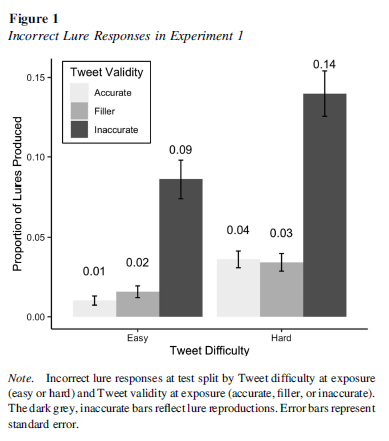 Figure 1
Incorrect Lure Responses in Experiment 1
Tweet Validity
Accurate
Filler
Inaccurate
Proportion of Lures Produced
0.15
0.10
0.05
0.00
0.01
0.02
0.09
0.04
0.03
0.14
Easy
Hard
Tweet Difficulty
Note. Incorrect lure responses at test split by Tweet difficulty at exposure
(easy or hard) and Tweet validity at exposure (accurate, filler, or inaccurate).
The dark grey, inaccurate bars reflect lure reproductions. Error bars represent
standard error.